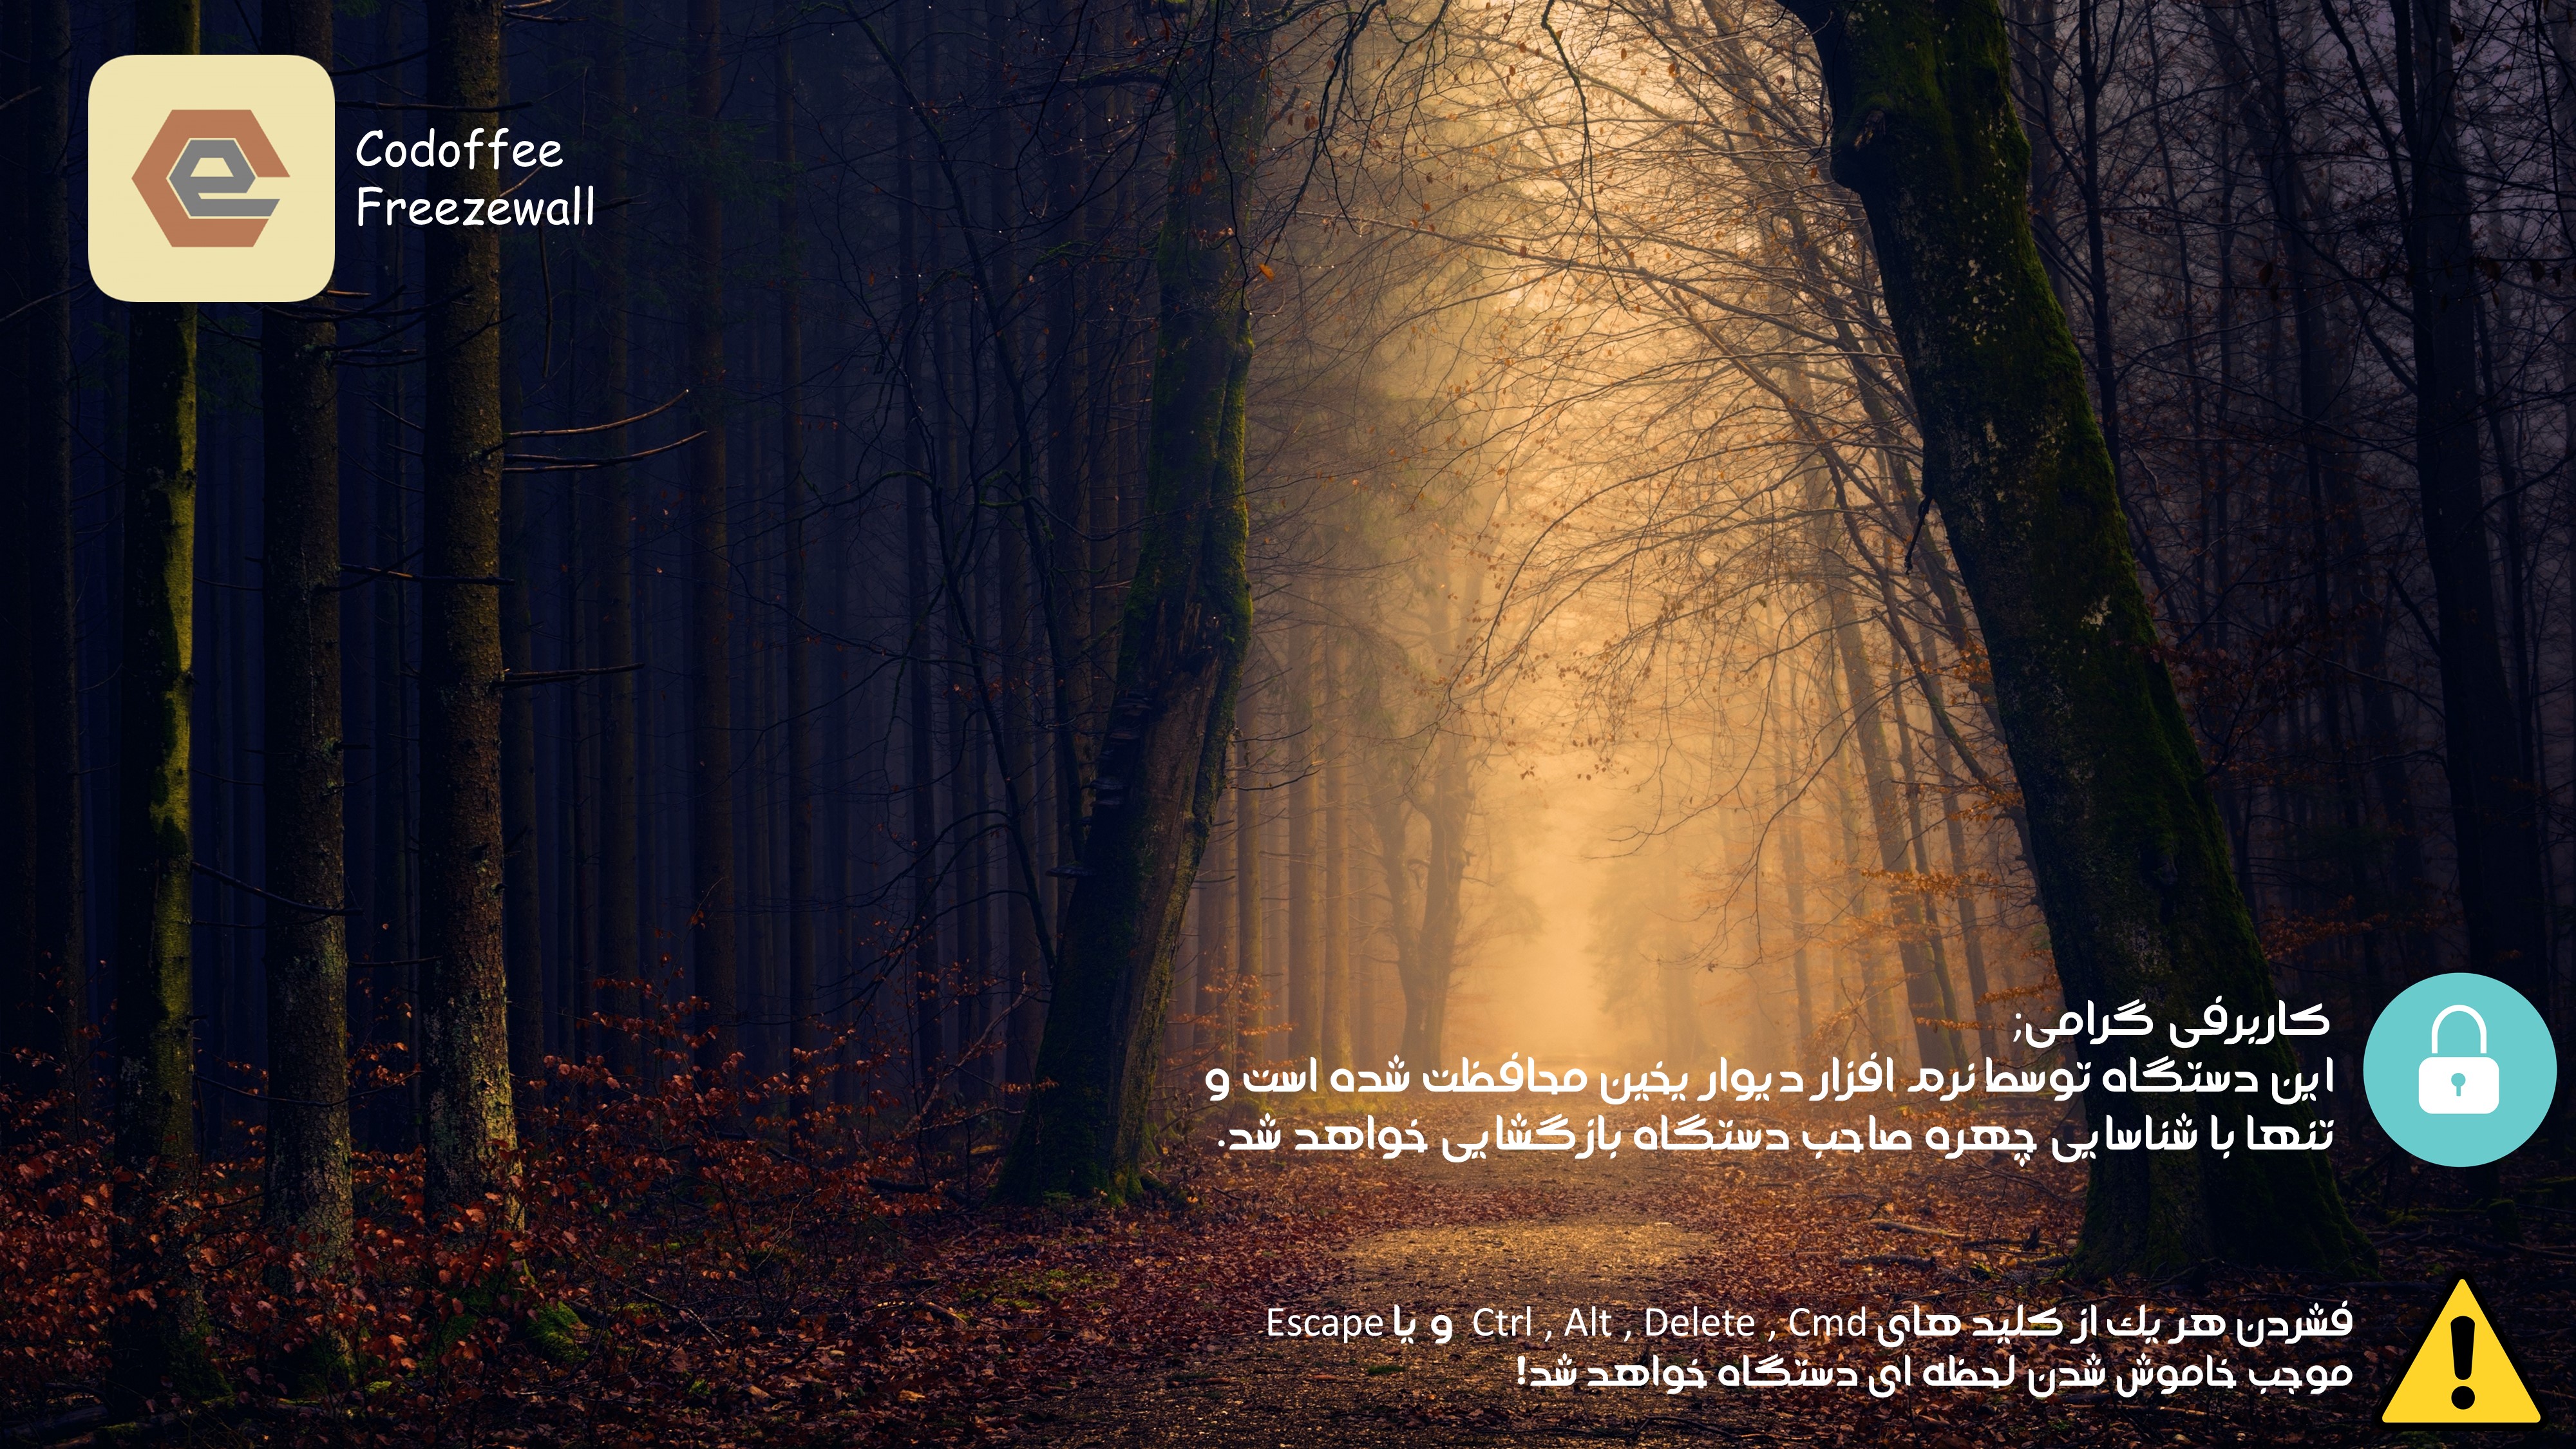 Codoffee
Freezewall
کاربرفی گرامی;
این دستگاه توسط نرم افزار دیوار یخین محافظت شده است و
تنها با شناسایی چهره صاحب دستگاه بازگشایی خواهد شد.
فشردن هر یک از کلید های Ctrl , Alt , Delete , Cmd و یا Escape
موجب خاموش شدن لحظه ای دستگاه خواهد شد!